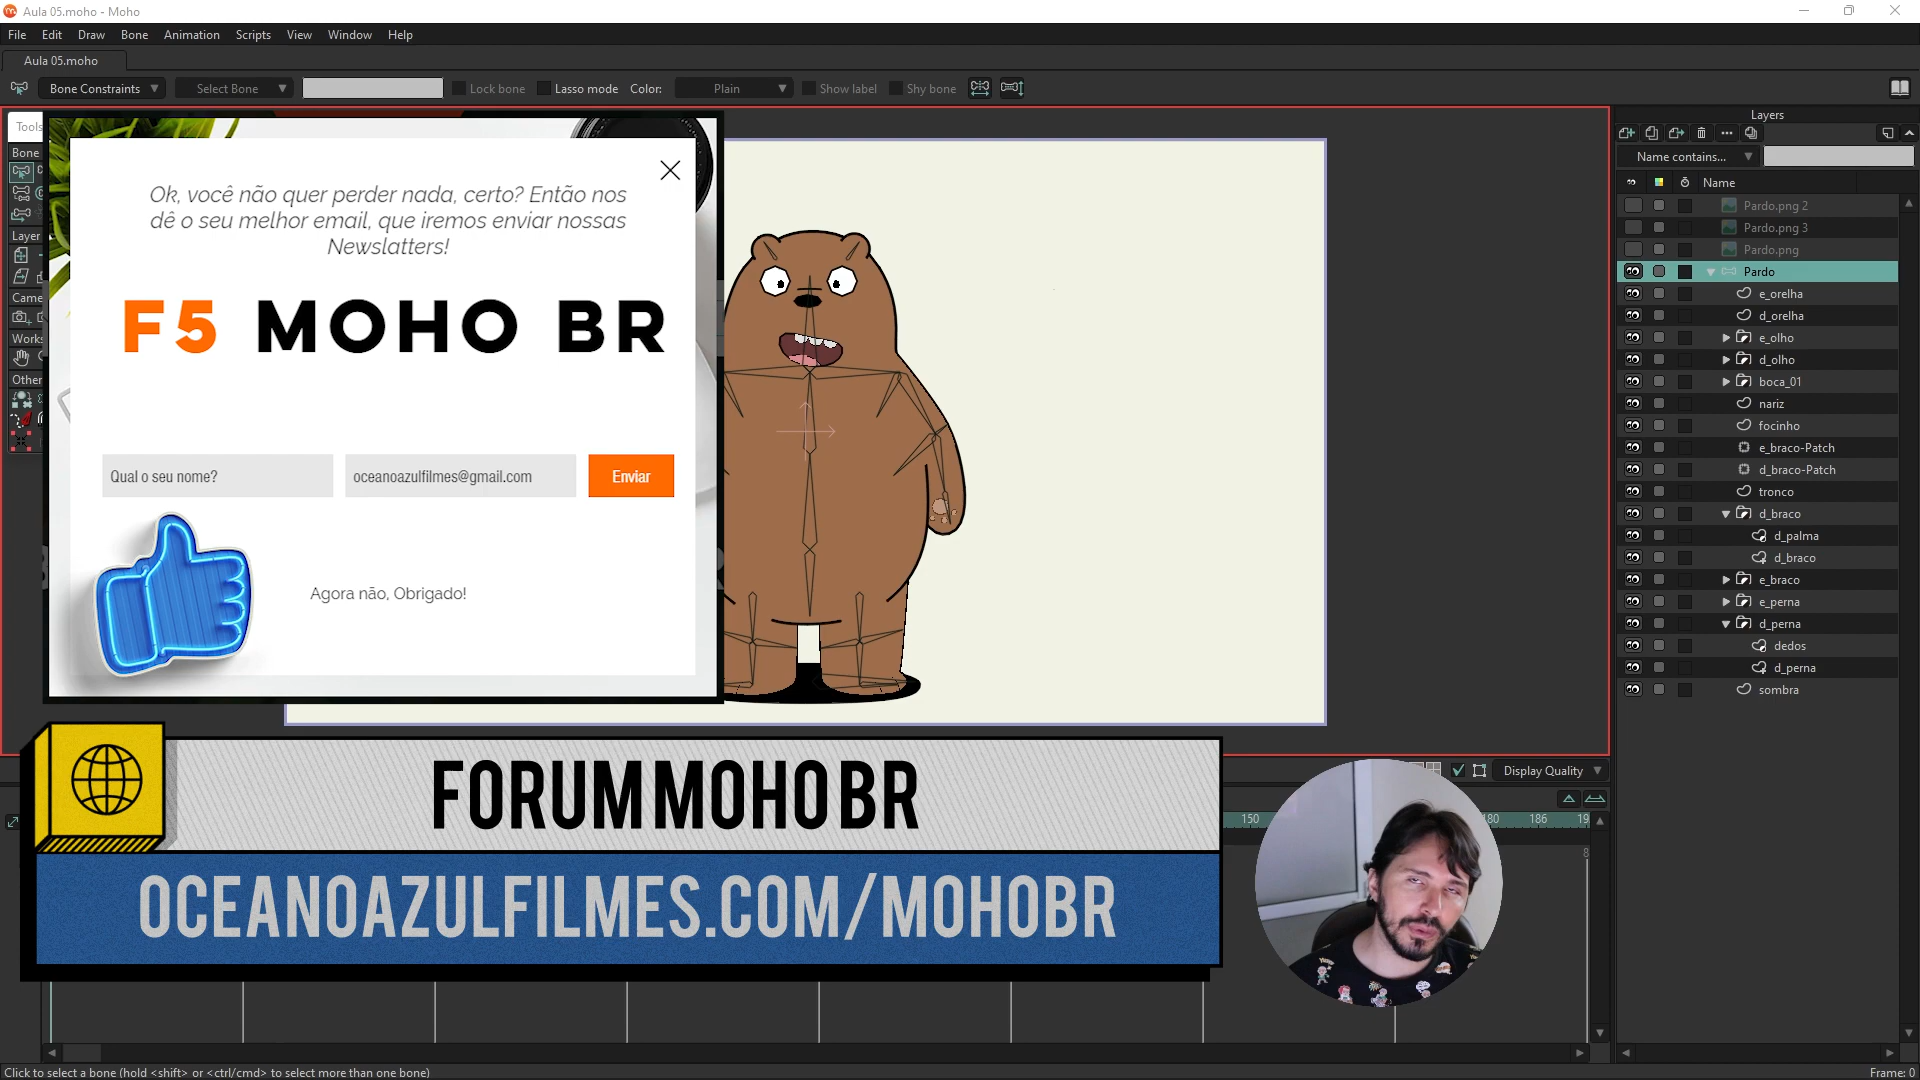 Aula 05.moho - Moho
File Edit Draw Bone Animation Scripts View Window Help
Aula 05.moho
Bone Constraints Select Bone Lock bone Lasso mode Color: Plain Show label Shy bone
Tools
Bone
Layer
Came
Works
Other
Ok, você não quer perder nada, certo? Então nos
dê o seu melhor email, que iremos enviar nossas
Newslatters!
F5 MOHO BR
Qual o seu nome? oceanoazulfilmes@gmail.com Enviar
Agora não, Obrigado!
FORUM MOHO BR
OCEANOAZULFILMES.COM/MOHOBR
Display Quality
150 180 186
Layers
Name contains...
Name
Pardo.png 2
Pardo.png 3
Pardo.png
Pardo
e_orelha
d_orelha
e_olho
d_olho
boca_01
nariz
focinho
e_braco-Patch
d_braco-Patch
tronco
d_braco
d_palma
d_braco
e_braco
e_perna
d_perna
dedos
d_perna
sombra
Click to select a bone (hold <shift> or <ctrl/cmd> to select more than one bone)
Frame: 0